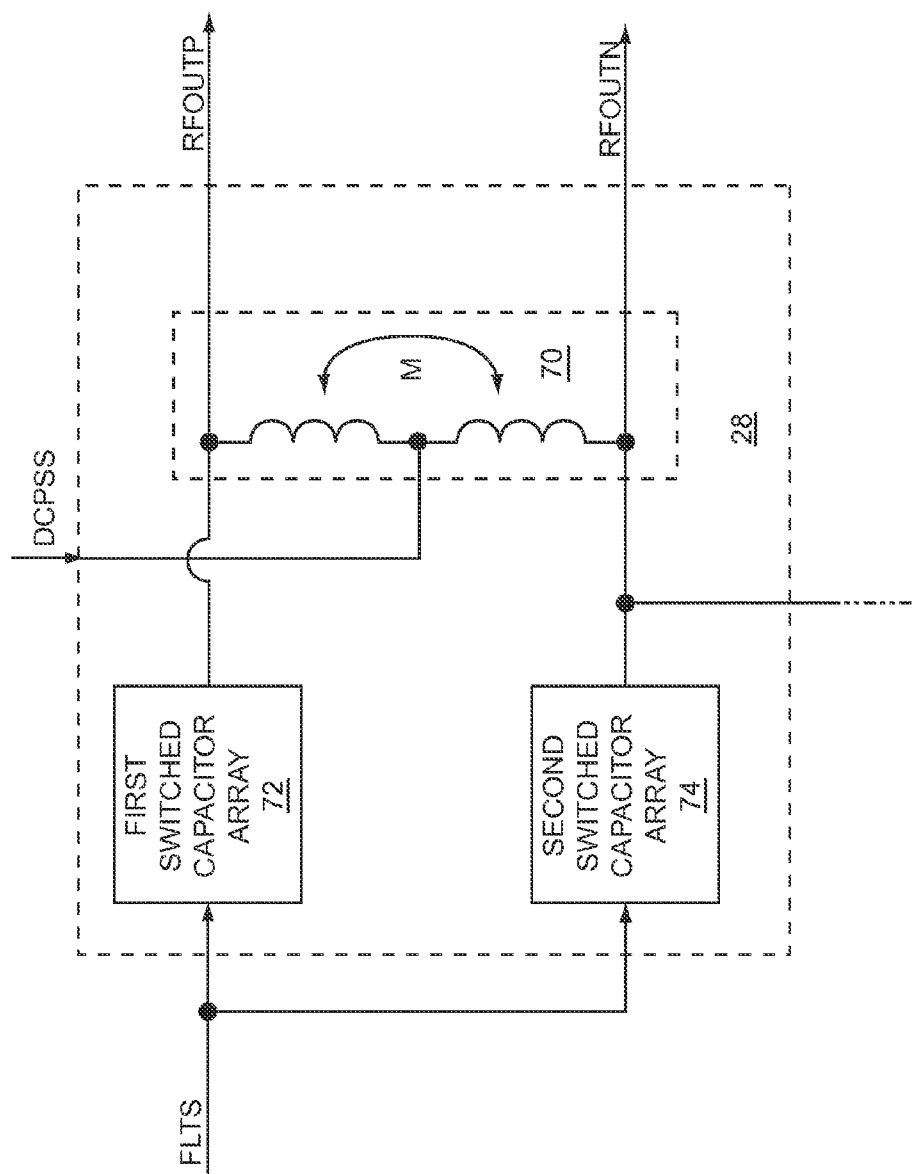 DCPSS
RFOUTP
FIRST
SWITCHED
CAPACITOR
ARRAY
72
M
70
FLTS
SECOND
SWITCHED
CAPACITOR
ARRAY
74
RFOUTN
28